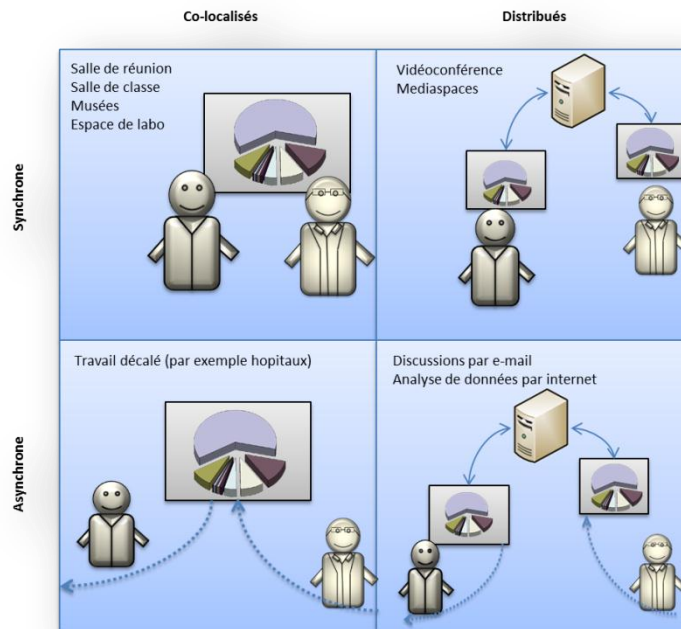 Co-localisés
Distribués
Synchrone
Salle de réunion
Salle de classe
Musées
Espace de labo
Vidéoconférence
Mediaspaces
Asynchrone
Travail décalé (par exemple hopitaux)
Discussions par e-mail
Analyse de données par internet